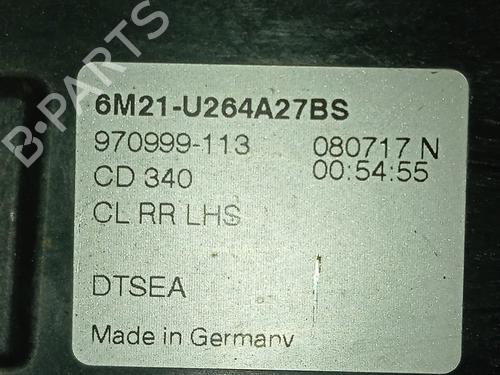 B-PARTS
6M21-U264A27BS
970999-113 080717 N
CD 340 00:54:55
CL RR LHS
DTSEA
Made in Germany